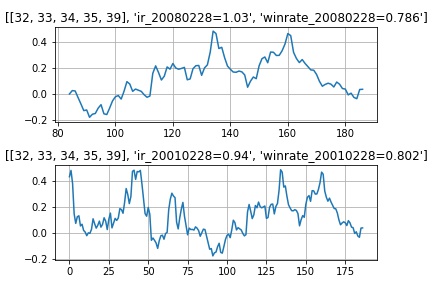 [[32, 33, 34, 35, 39], 'ir_20080228=1.03', 'winrate_20080228=0.786']
0.4
0.2
0.0
−0.2
80 100 120 140 160 180
[[32, 33, 34, 35, 39], 'ir_20010228=0.94', 'winrate_20010228=0.802']
0.4
0.2
0.0
−0.2
0 25 50 75 100 125 150 175